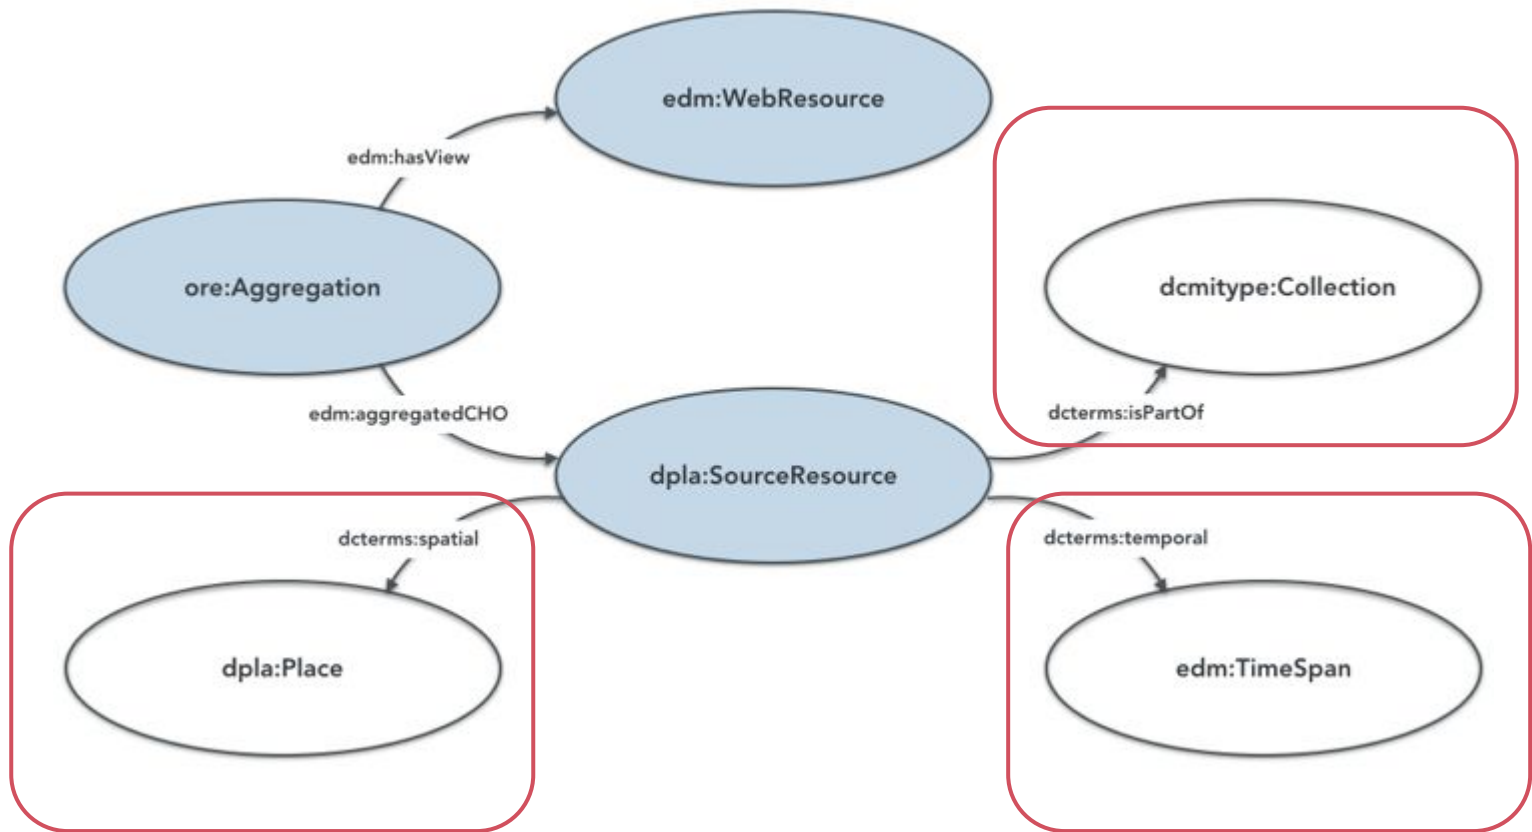 edm:WebResource
edm:hasView
ore:Aggregation
dcmitype:Collection
edm:aggregatedCHO
dcterms:isPartOf
dpla:SourceResource
dcterms:spatial
dcterms:temporal
dpla:Place
edm:TimeSpan